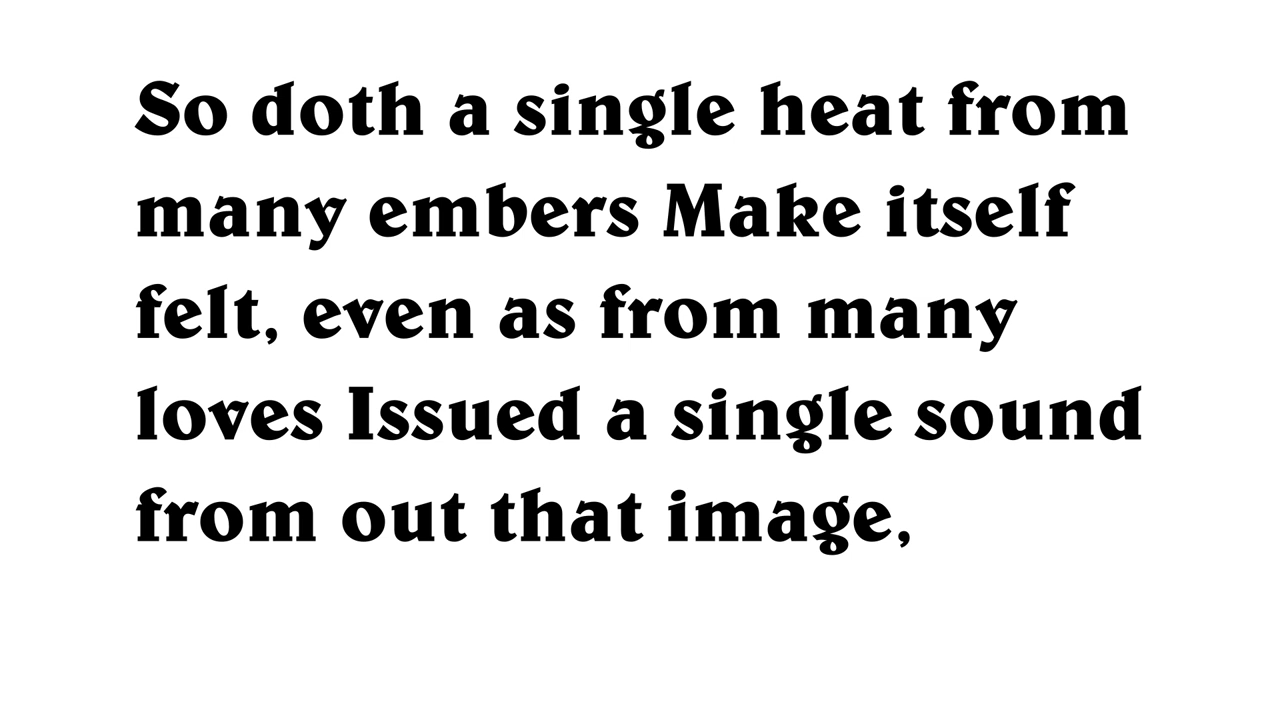 So doth a single heat from
many embers Make itself
felt, even as from many
loves Issued a single sound
from out that image,